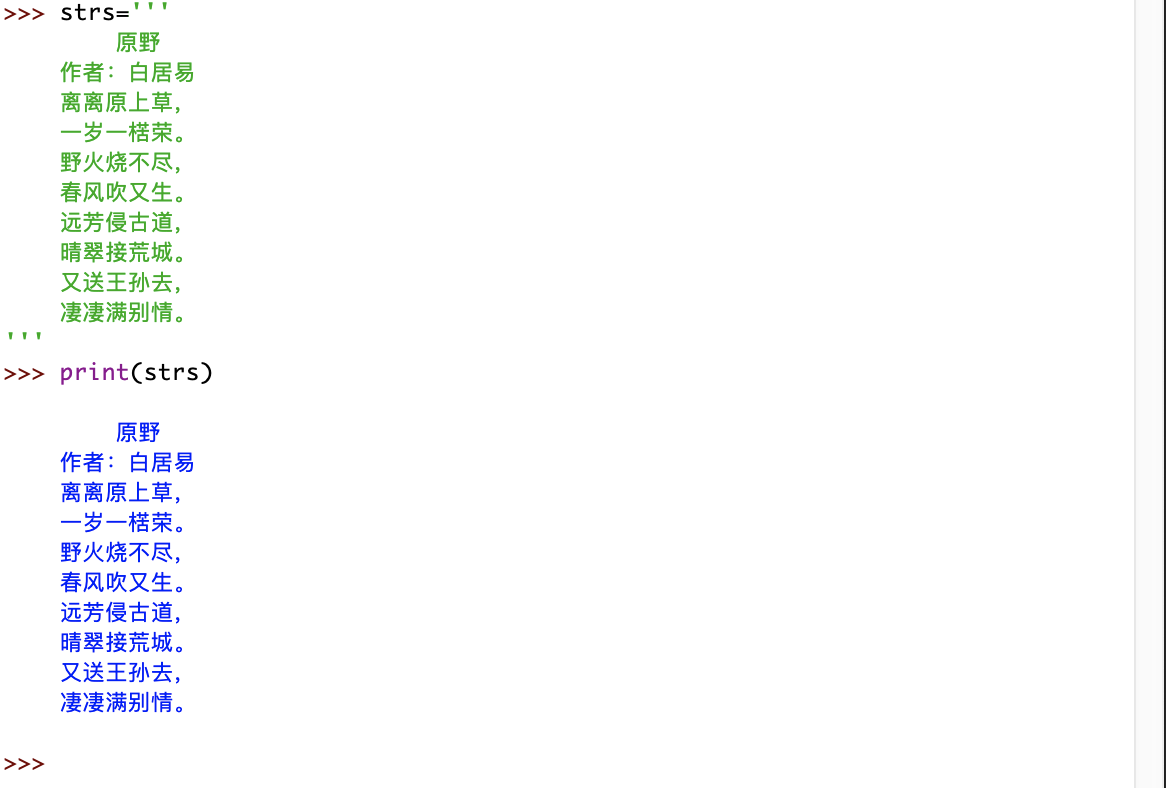 >>> strs='''
        原野
    作者：白居易
    离离原上草，
    一岁一楛荣。
    野火烧不尽，
    春风吹又生。
    远芳侵古道，
    晴翠接荒城。
    又送王孙去，
    凄凄满别情。
'''
>>> print(strs)

        原野
    作者：白居易
    离离原上草，
    一岁一楛荣。
    野火烧不尽，
    春风吹又生。
    远芳侵古道，
    晴翠接荒城。
    又送王孙去，
    凄凄满别情。

>>>